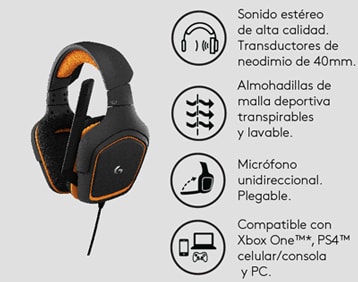 Sonido estéreo
de alta calidad.
Transductores de
neodimio de 40mm.
Almohadillas de
malla deportiva
transpirables
y lavable.
Micrófono
unidireccional.
Plegable.
Compatible con
Xbox One™*, PS4™
celular/consola
y PC.